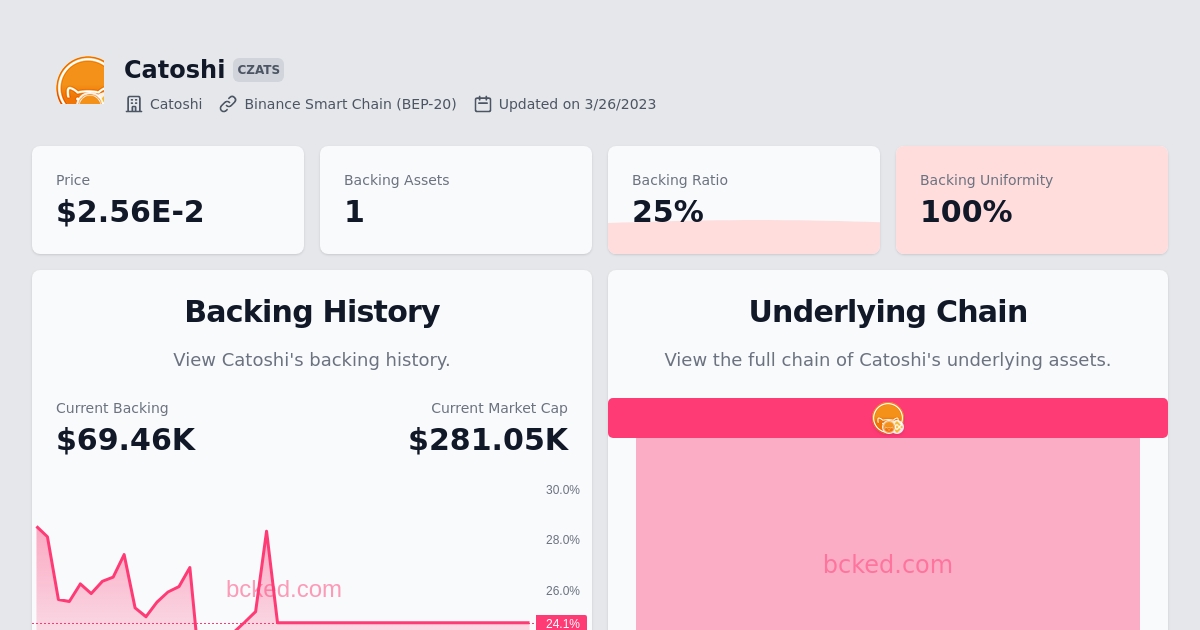 Catoshi CZATS
Catoshi Binance Smart Chain (BEP-20) Updated on 3/26/2023
Price
$2.56E-2
Backing Assets
1
Backing Ratio
25%
Backing Uniformity
100%
Backing History
View Catoshi's backing history.
Current Backing
$69.46K
Current Market Cap
$281.05K
30.0%
28.0%
26.0%
24.1%
bcked.com
Underlying Chain
View the full chain of Catoshi's underlying assets.
bcked.com